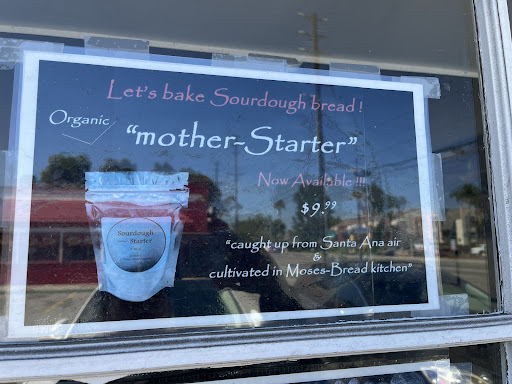 Let's bake Sourdough bread !
Organic
"mother-Starter"
Now Available !!!
$9.99
Sourdough
Starter
"caught up from Santa Ana air
&
cultivated in Moses-Bread kitchen"